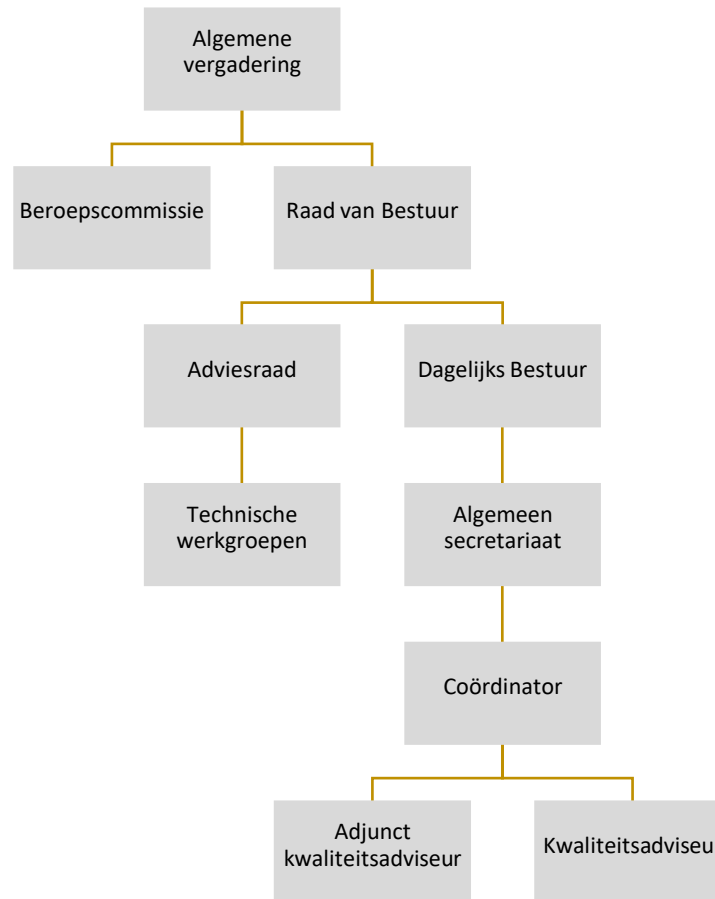 Algemene
vergadering
Beroepscommissie
Raad van Bestuur
Adviesraad
Dagelijks Bestuur
Technische
werkgroepen
Algemeen
secretariaat
Coördinator
Adjunct
kwaliteitsadviseur
Kwaliteitsadviseu